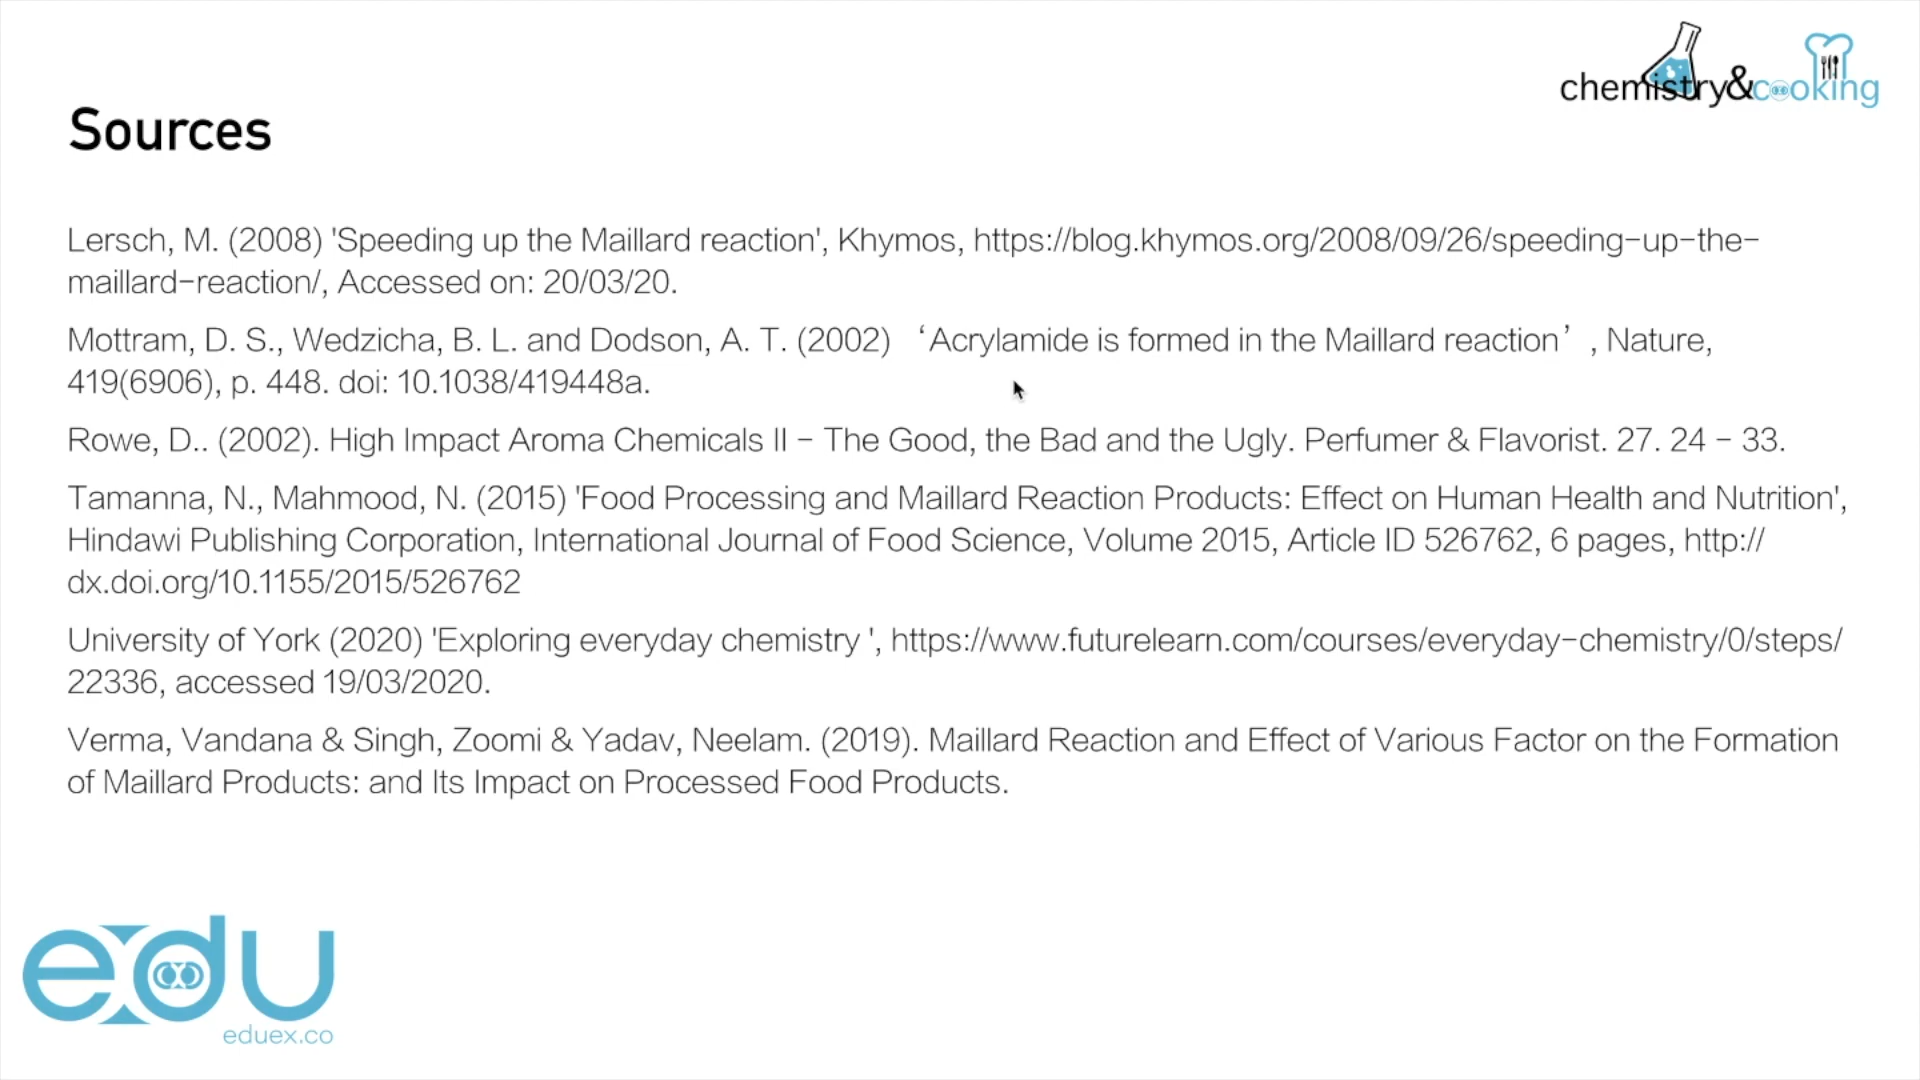 chemistry&cooking
Sources
Lersch, M. (2008) 'Speeding up the Maillard reaction', Khymos, https://blog.khymos.org/2008/09/26/speeding-up-the-
maillard-reaction/, Accessed on: 20/03/20.
Mottram, D. S., Wedzicha, B. L. and Dodson, A. T. (2002) ‘Acrylamide is formed in the Maillard reaction’, Nature,
419(6906), p. 448. doi: 10.1038/419448a.
Rowe, D.. (2002). High Impact Aroma Chemicals II - The Good, the Bad and the Ugly. Perfumer & Flavorist. 27. 24 - 33.
Tamanna, N., Mahmood, N. (2015) 'Food Processing and Maillard Reaction Products: Effect on Human Health and Nutrition',
Hindawi Publishing Corporation, International Journal of Food Science, Volume 2015, Article ID 526762, 6 pages, http://
dx.doi.org/10.1155/2015/526762
University of York (2020) 'Exploring everyday chemistry ', https://www.futurelearn.com/courses/everyday-chemistry/0/steps/
22336, accessed 19/03/2020.
Verma, Vandana & Singh, Zoomi & Yadav, Neelam. (2019). Maillard Reaction and Effect of Various Factor on the Formation
of Maillard Products: and Its Impact on Processed Food Products.
edu
eduex.co